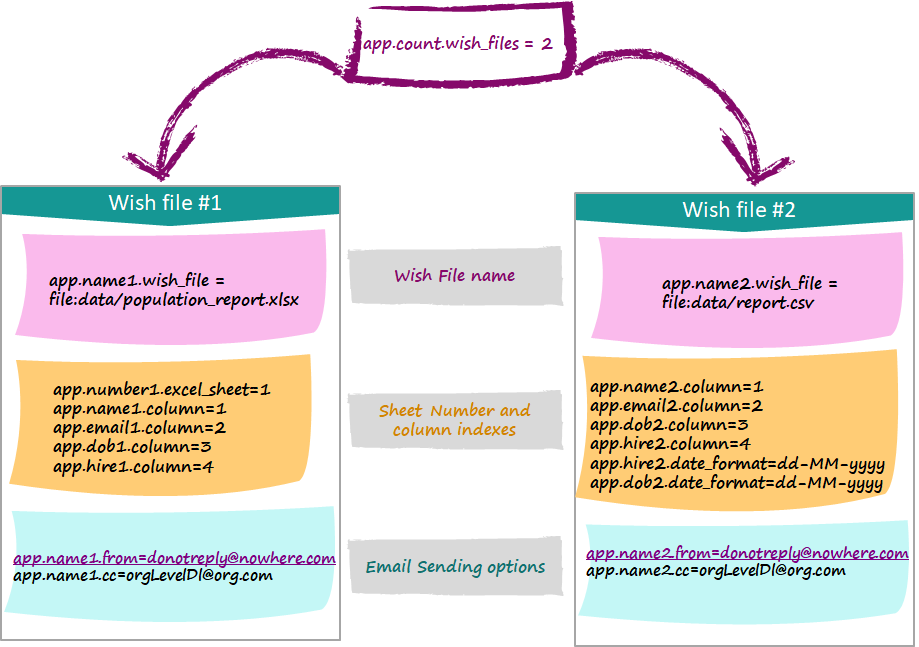 app.count.wish_files = 2
Wish file #1
app.name1.wish_file =
file:data/population_report.xlsx
app.number1.excel_sheet=1
app.name1.column=1
app.email1.column=2
app.dob1.column=3
app.hire1.column=4
app.name1.from=donotreply@nowhere.com
app.name1.cc=orgLevelDl@org.com
Wish File name
Sheet Number and
column indexes
Email Sending options
Wish file #2
app.name2.wish_file =
file:data/report.csv
app.name2.column=1
app.email2.column=2
app.dob2.column=3
app.hire2.column=4
app.hire2.date_format=dd-MM-yyyy
app.dob2.date_format=dd-MM-yyyy
app.name2.from=donotreply@nowhere.com
app.name2.cc=orgLevelDl@org.com